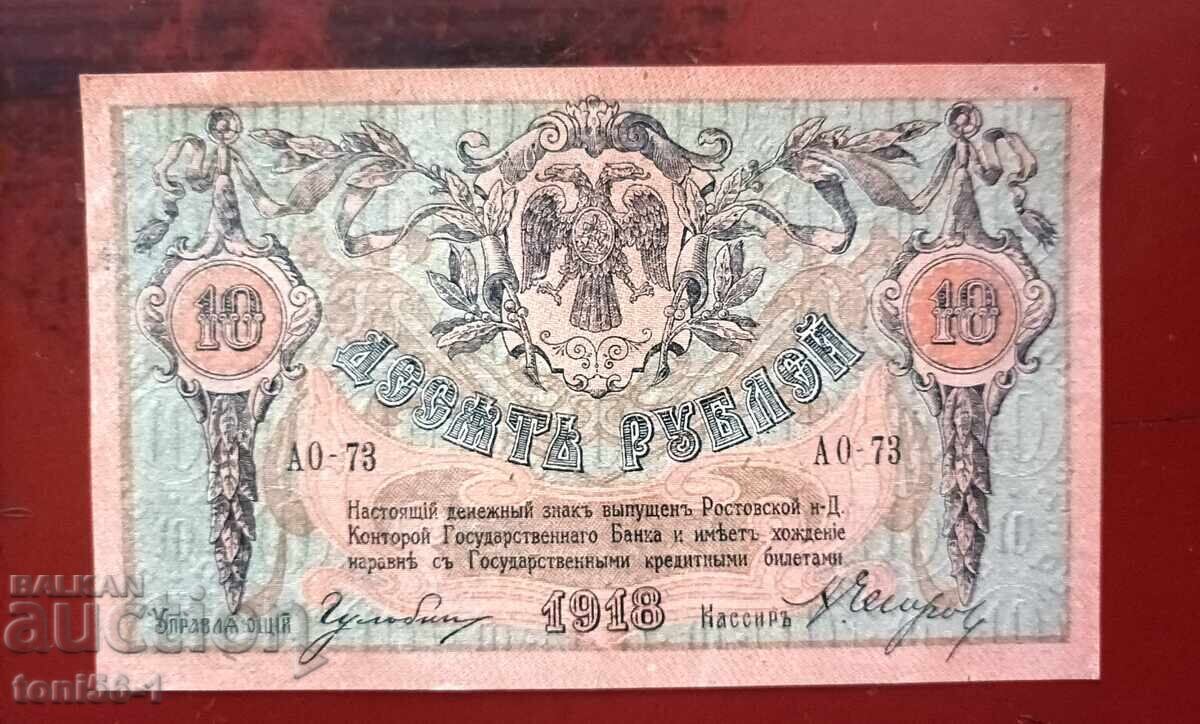 10
10
ДЕСЯТЬ РУБЛЕЙ
АО-73
АО-73
Настоящій денежный знакъ выпущенъ Ростовской н-Д.
Конторой Государственнаго Банка и имѣетъ хожденіе
наравнѣ съ Государственными кредитными билетами
Управляющій
1918
Кассиръ
BALKAN
auction
toni56-1